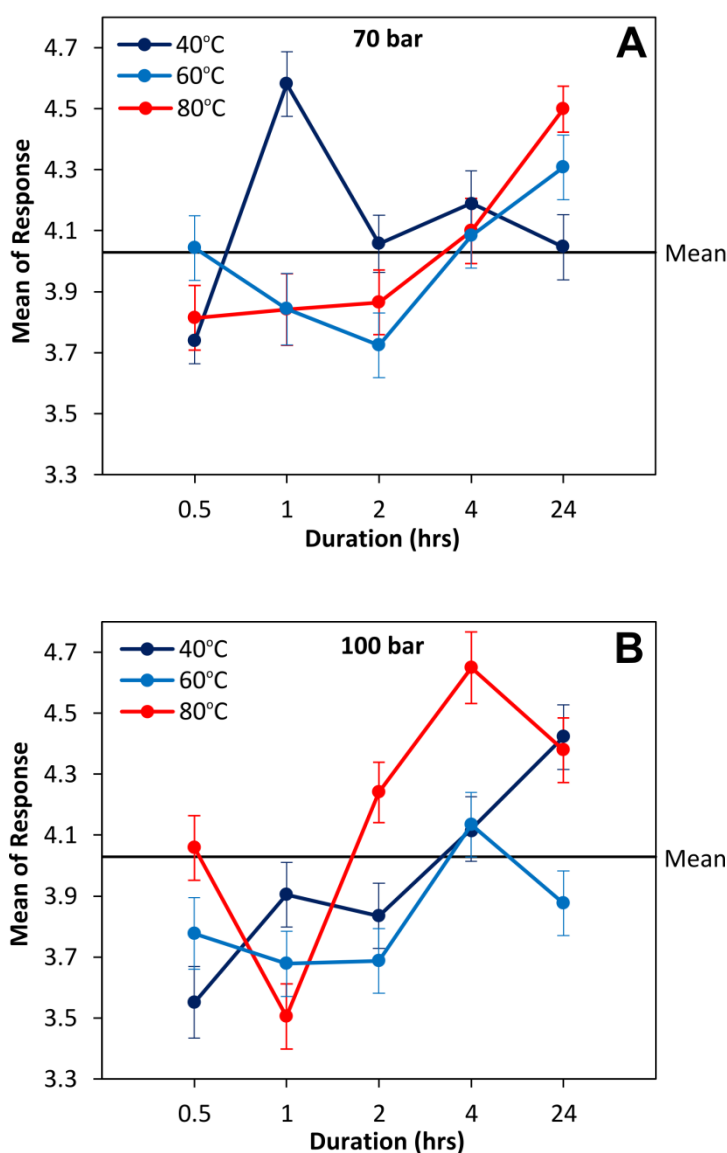 70 bar
A
40°C
60°C
80°C
4.7
4.5
4.3
4.1
3.9
3.7
3.5
3.3
Mean of Response
Mean
0.5 1 2 4 24
Duration (hrs)
100 bar
B
40°C
60°C
80°C
4.7
4.5
4.3
4.1
3.9
3.7
3.5
3.3
Mean of Response
Mean
0.5 1 2 4 24
Duration (hrs)